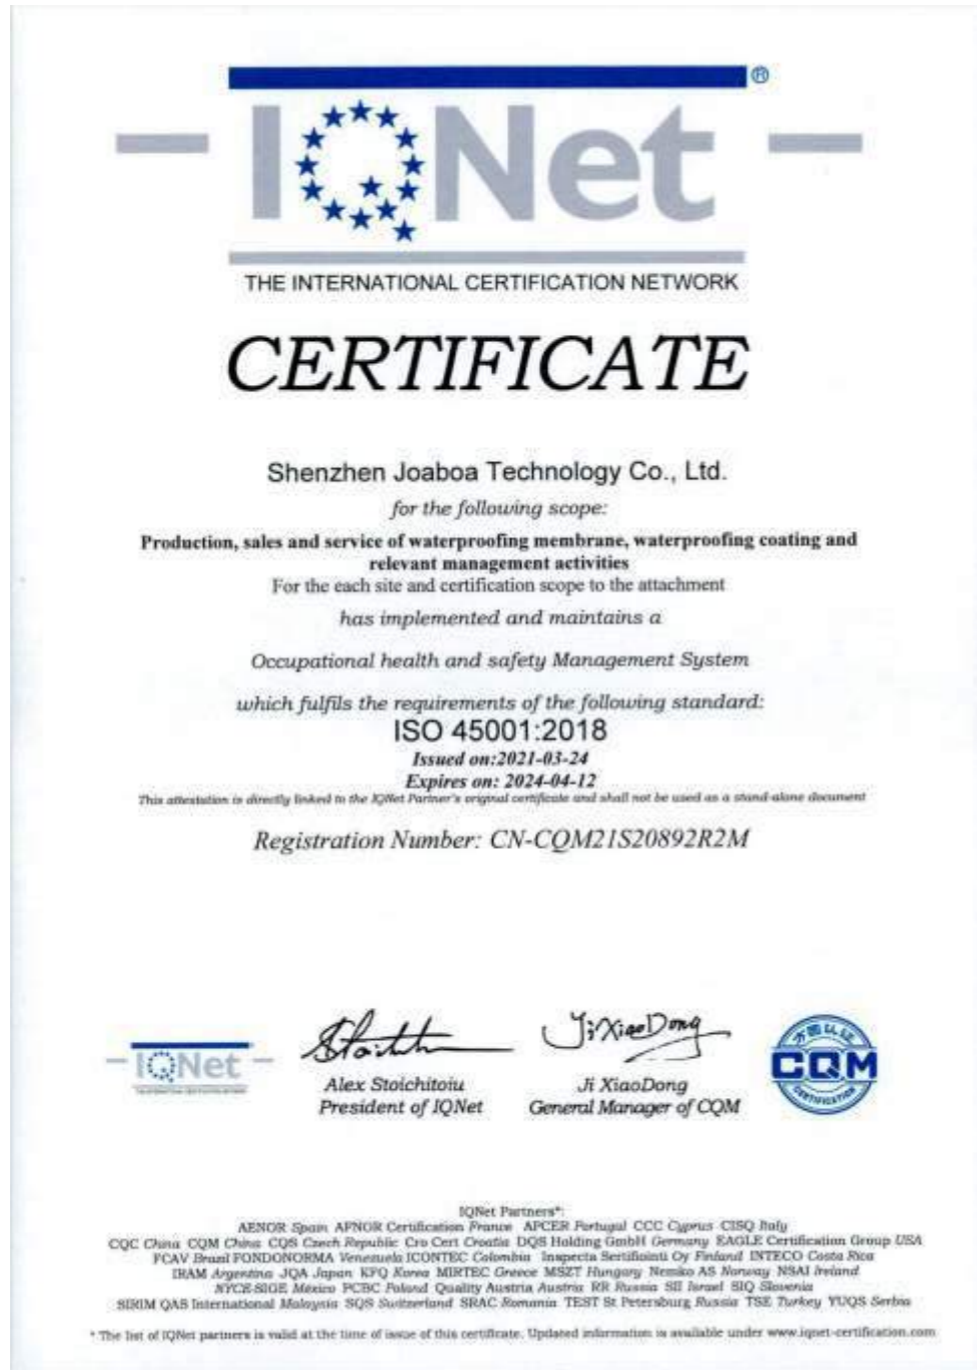 IQNet ®
THE INTERNATIONAL CERTIFICATION NETWORK
CERTIFICATE
Shenzhen Joaboa Technology Co., Ltd.
for the following scope:
Production, sales and service of waterproofing membrane, waterproofing coating and
relevant management activities
For the each site and certification scope to the attachment
has implemented and maintains a
Occupational health and safety Management System
which fulfils the requirements of the following standard:
ISO 45001:2018
Issued on:2021-03-24
Expires on: 2024-04-12
This attestation is directly linked to the IQNet Partner's original certificate and shall not be used as a stand-alone document
Registration Number: CN-CQM21S20892R2M
IQNet
Ji XiaoDong
方圆认证
CQM
CERTIFICATION
Alex Stoichitoiu
President of IQNet
Ji XiaoDong
General Manager of CQM
IQNet Partners*:
AENOR Spain AFNOR Certification France APCER Portugal CCC Cyprus CISQ Italy
CQC China CQM China CQS Czech Republic Cro Cert Croatia DQS Holding GmbH Germany EAGLE Certification Group USA
FCAV Brazil FONDONORMA Venezuela ICONTEC Colombia Inspecta Sertifiointi Oy Finland INTECO Costa Rica
IRAM Argentina JQA Japan KFQ Korea MIRTEC Greece MSZT Hungary Nemko AS Norway NSAI Ireland
NYCE-SIGE Mexico PCBC Poland Quality Austria Austria RR Russia SII Israel SIQ Slovenia
SIRIM QAS International Malaysia SQS Switzerland SRAC Romania TEST St Petersburg Russia TSE Turkey YUQS Serbia
* The list of IQNet partners is valid at the time of issue of this certificate. Updated information is available under www.iqnet-certification.com